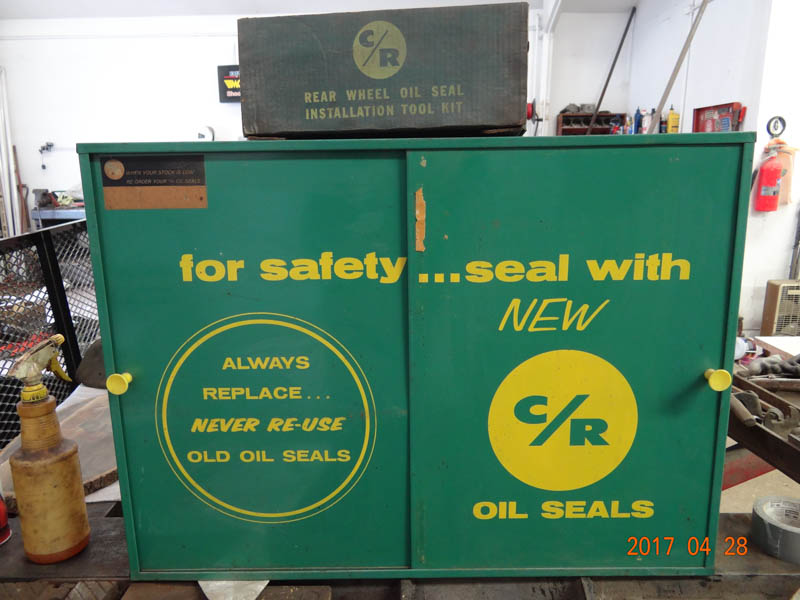 C/R
REAR WHEEL OIL SEAL
INSTALLATION TOOL KIT
WHEN YOUR STOCK IS LOW
RE-ORDER YOUR C/R OIL SEALS
for safety...seal with
NEW
ALWAYS
REPLACE...
NEVER RE-USE
OLD OIL SEALS
C/R
OIL SEALS
2017 04 28